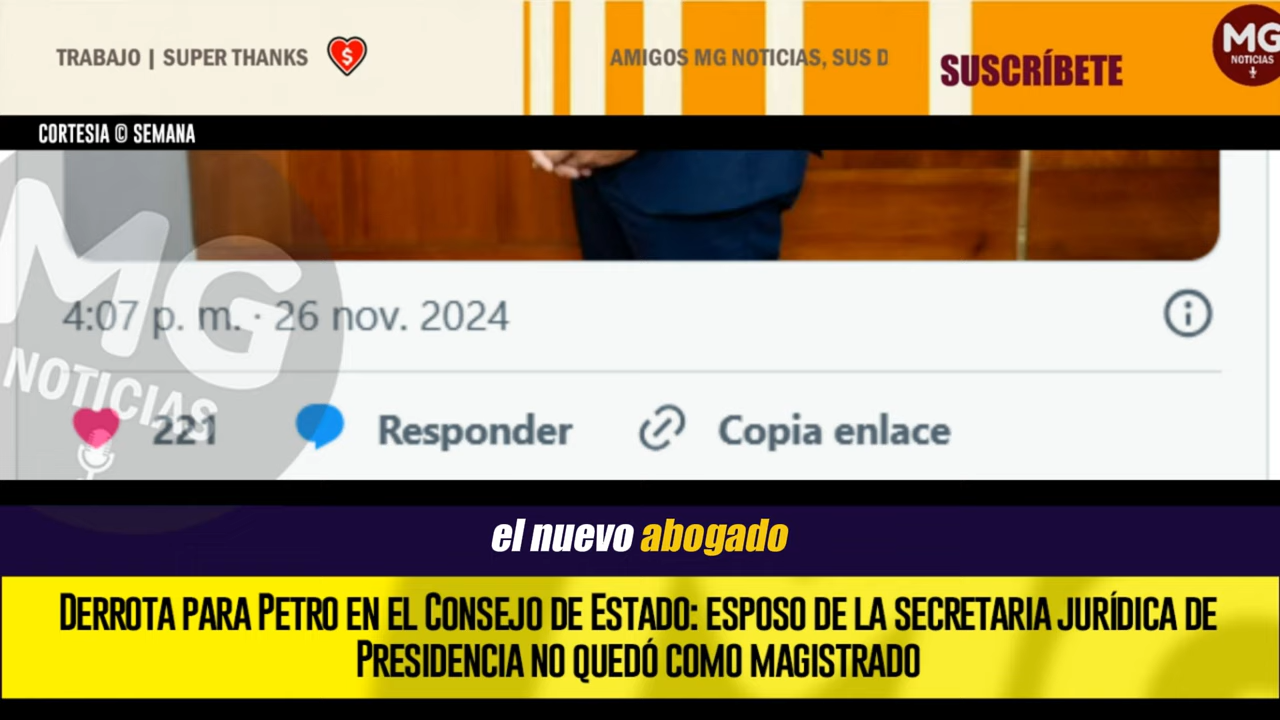 TRABAJO | SUPER THANKS
$
AMIGOS MG NOTICIAS, SUS D
SUSCRÍBETE
MG
NOTICIAS
CORTESIA © SEMANA
MG
NOTICIAS
4:07 p. m. · 26 nov. 2024
221 Responder Copia enlace
el nuevo abogado
DERROTA PARA PETRO EN EL CONSEJO DE ESTADO: ESPOSO DE LA SECRETARIA JURÍDICA DE
PRESIDENCIA NO QUEDÓ COMO MAGISTRADO